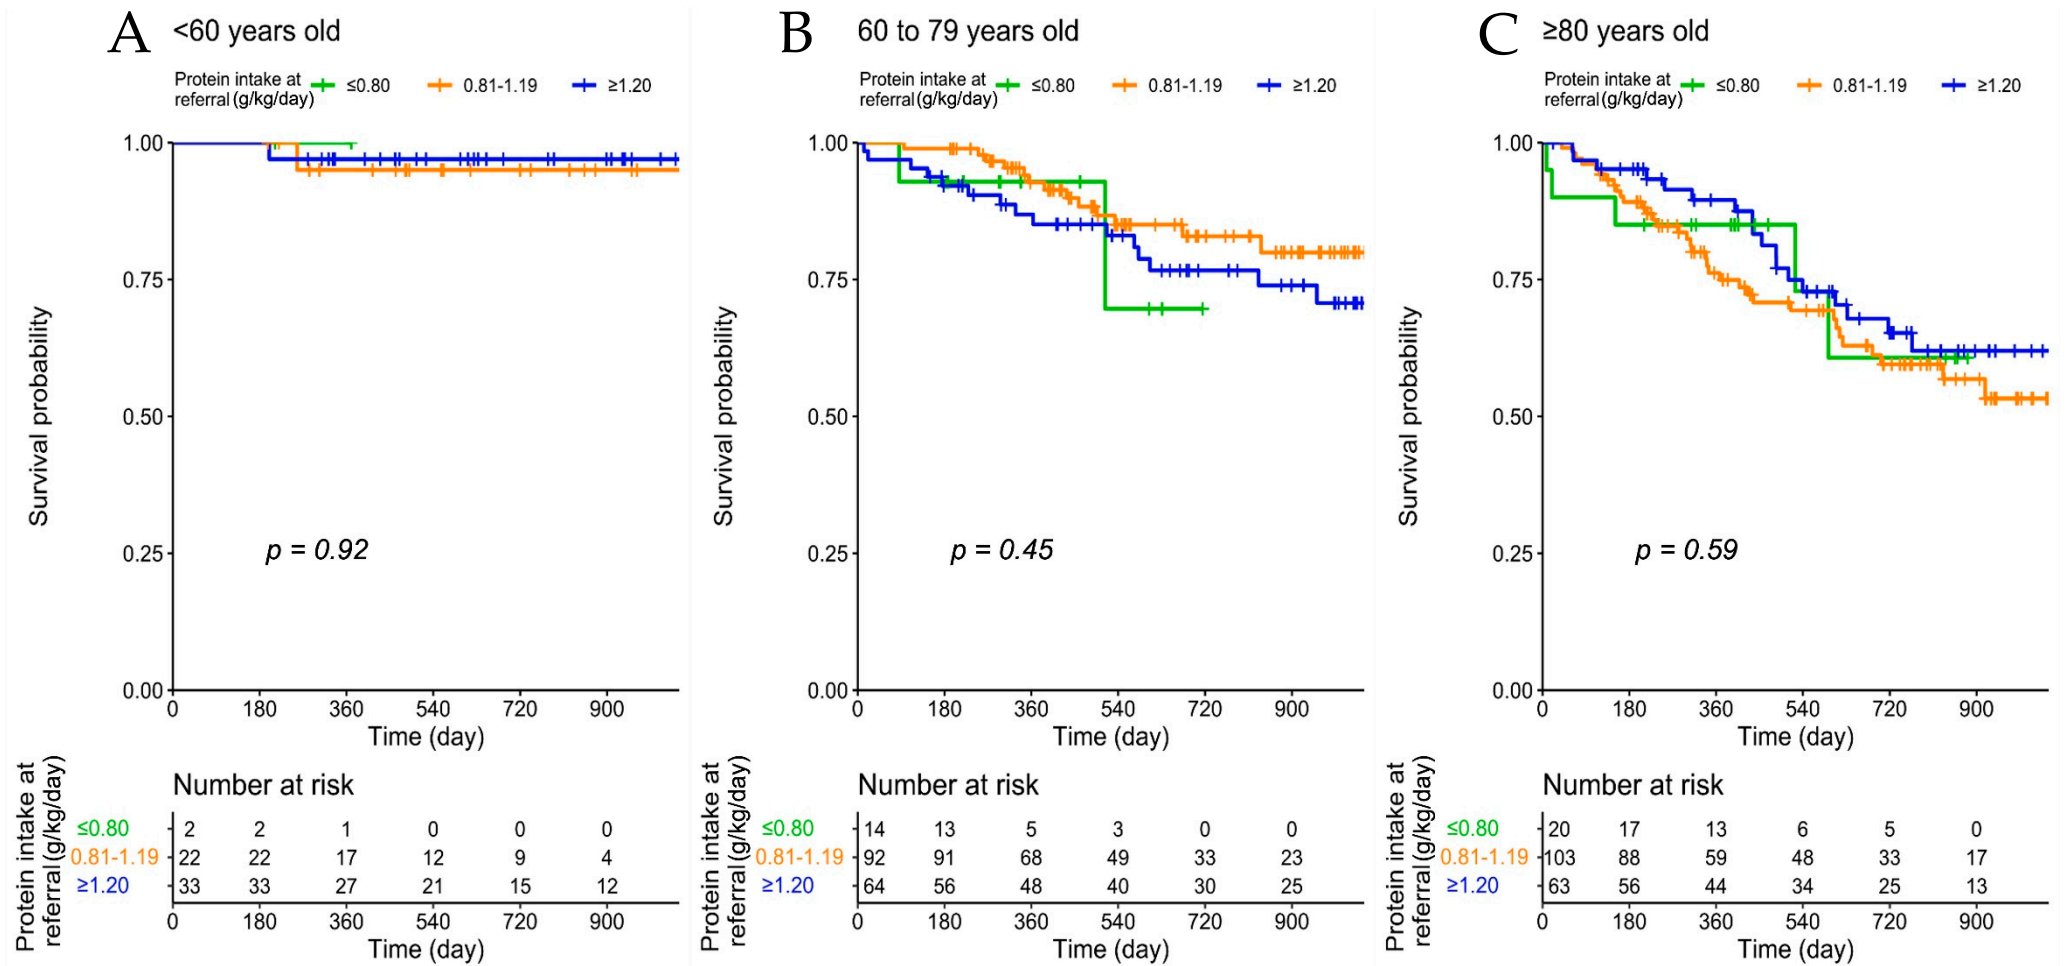 A <60 years old
Protein intake at
referral(g/kg/day) ≤0.80 0.81-1.19 ≥1.20
1.00
0.75
0.50
0.25
0.00
Survival probability
p = 0.92
0 180 360 540 720 900
Time (day)
Number at risk
Protein intake at
referral(g/kg/day)
≤0.80 2 2 1 0 0 0
0.81-1.19 22 22 17 12 9 4
≥1.20 33 33 27 21 15 12
0 180 360 540 720 900
Time (day)
B 60 to 79 years old
Protein intake at
referral(g/kg/day) ≤0.80 0.81-1.19 ≥1.20
1.00
0.75
0.50
0.25
0.00
Survival probability
p = 0.45
0 180 360 540 720 900
Time (day)
Number at risk
Protein intake at
referral(g/kg/day)
≤0.80 14 13 5 3 0 0
0.81-1.19 92 91 68 49 33 23
≥1.20 64 56 48 40 30 25
0 180 360 540 720 900
Time (day)
C ≥80 years old
Protein intake at
referral(g/kg/day) ≤0.80 0.81-1.19 ≥1.20
1.00
0.75
0.50
0.25
0.00
Survival probability
p = 0.59
0 180 360 540 720 900
Time (day)
Number at risk
Protein intake at
referral(g/kg/day)
≤0.80 20 17 13 6 5 0
0.81-1.19 103 88 59 48 33 17
≥1.20 63 56 44 34 25 13
0 180 360 540 720 900
Time (day)